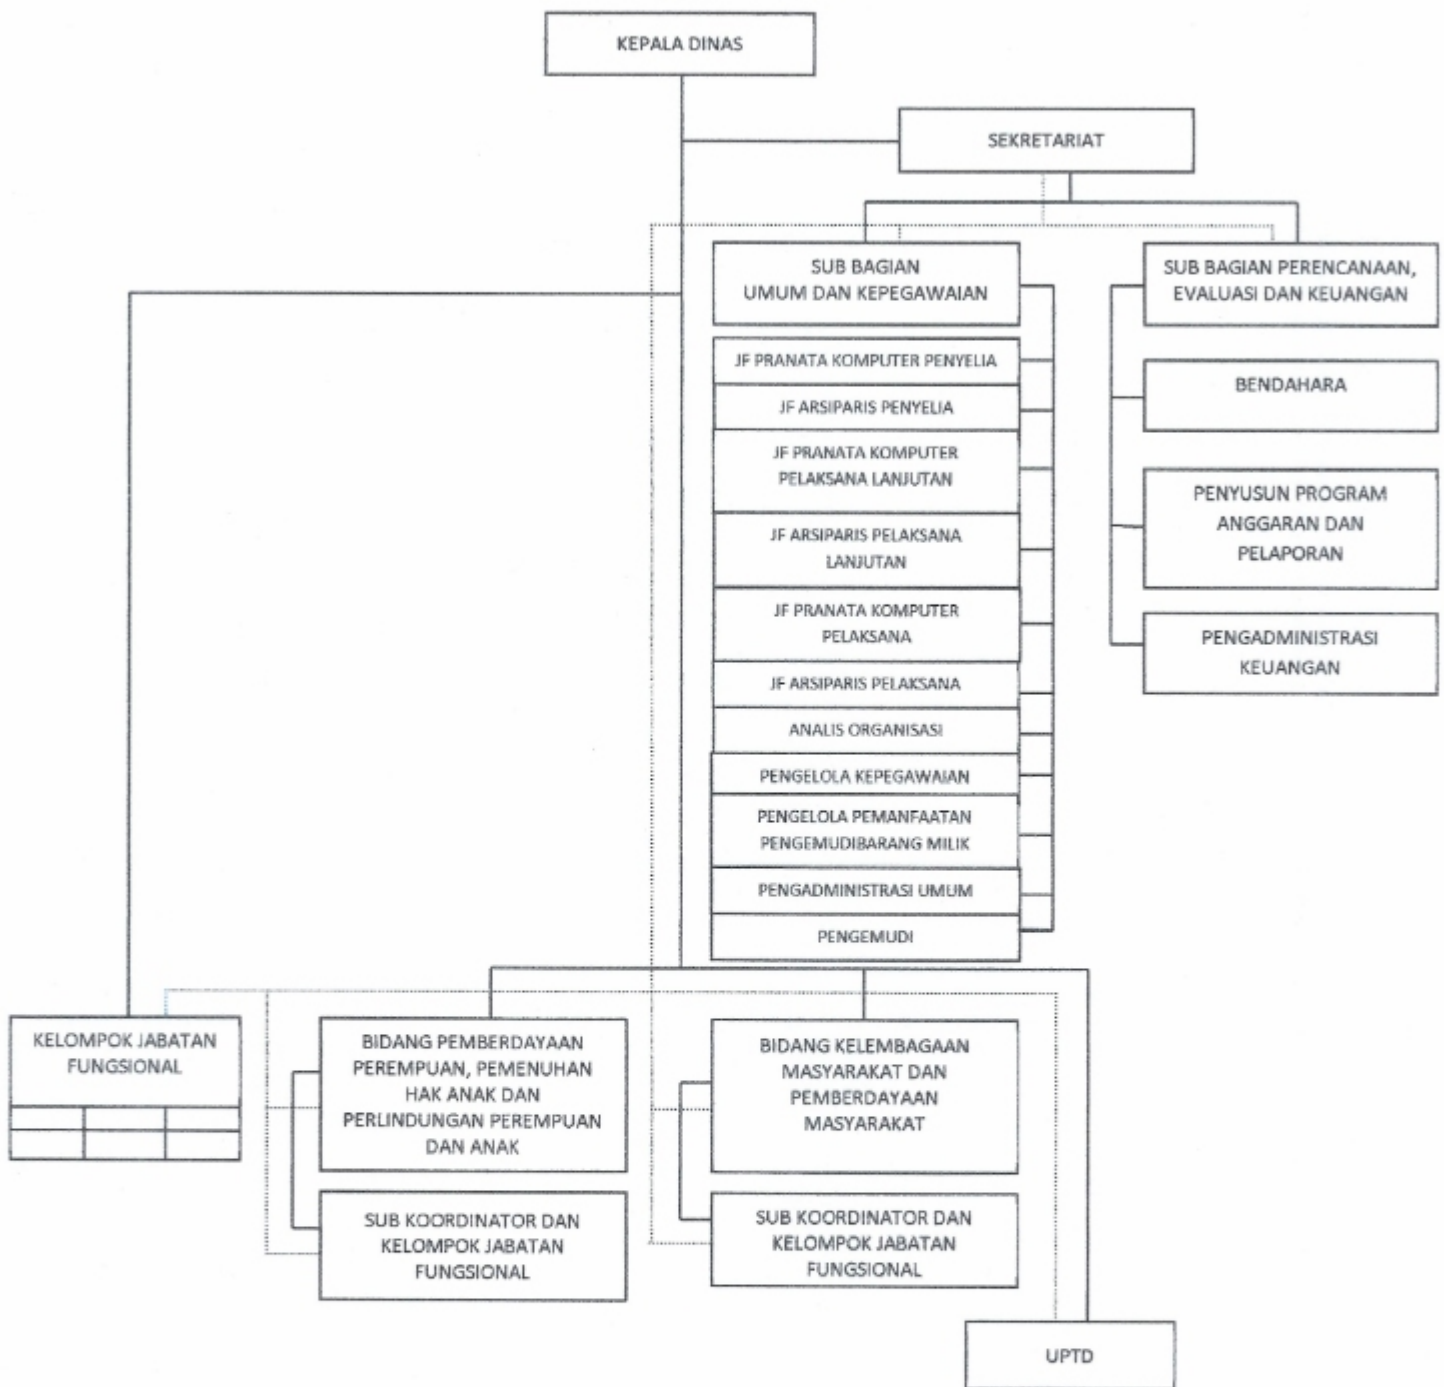 KEPALA DINAS
SEKRETARIAT
SUB BAGIAN
UMUM DAN KEPEGAWAIAN
SUB BAGIAN PERENCANAAN,
EVALUASI DAN KEUANGAN
JF PRANATA KOMPUTER PENYELIA
JF ARSIPARIS PENYELIA
JF PRANATA KOMPUTER
PELAKSANA LANJUTAN
JF ARSIPARIS PELAKSANA
LANJUTAN
JF PRANATA KOMPUTER
PELAKSANA
JF ARSIPARIS PELAKSANA
ANALIS ORGANISASI
PENGELOLA KEPEGAWAIAN
PENGELOLA PEMANFAATAN
PENGEMUDIBARANG MILIK
PENGADMINISTRASI UMUM
PENGEMUDI
BENDAHARA
PENYUSUN PROGRAM
ANGGARAN DAN
PELAPORAN
PENGADMINISTRASI
KEUANGAN
KELOMPOK JABATAN
FUNGSIONAL
BIDANG PEMBERDAYAAN
PEREMPUAN, PEMENUHAN
HAK ANAK DAN
PERLINDUNGAN PEREMPUAN
DAN ANAK
SUB KOORDINATOR DAN
KELOMPOK JABATAN
FUNGSIONAL
BIDANG KELEMBAGAAN
MASYARAKAT DAN
PEMBERDAYAAN
MASYARAKAT
SUB KOORDINATOR DAN
KELOMPOK JABATAN
FUNGSIONAL
UPTD